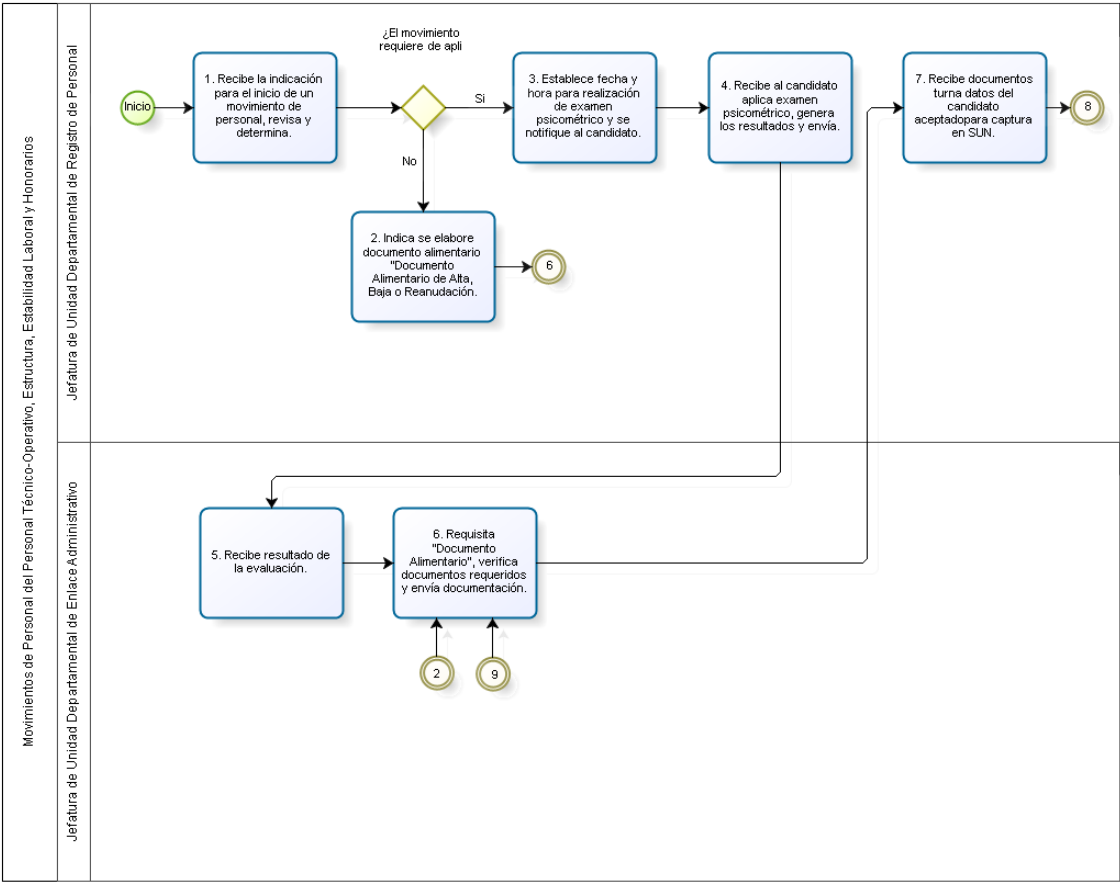 Movimientos de Personal del Personal Técnico-Operativo, Estructura, Estabilidad Laboral y Honorarios
Jefatura de Unidad Departamental de Registro de Personal
Inicio
1. Recibe la indicación
para el inicio de un
movimiento de
personal, revisa y
determina.
¿El movimiento
requiere de apli
Si
No
2. Indica se elabore
documento alimentario
"Documento
Alimentario de Alta,
Baja o Reanudación.
6
3. Establece fecha y
hora para realización
de examen
psicométrico y se
notifique al candidato.
4. Recibe al candidato
aplica examen
psicométrico, genera
los resultados y envía.
7. Recibe documentos
turna datos del
candidato
aceptadopara captura
en SUN.
8
Jefatura de Unidad Departamental de Enlace Administrativo
5. Recibe resultado de
la evaluación.
6. Requisita
"Documento
Alimentario", verifica
documentos requeridos
y envía documentación.
2
9